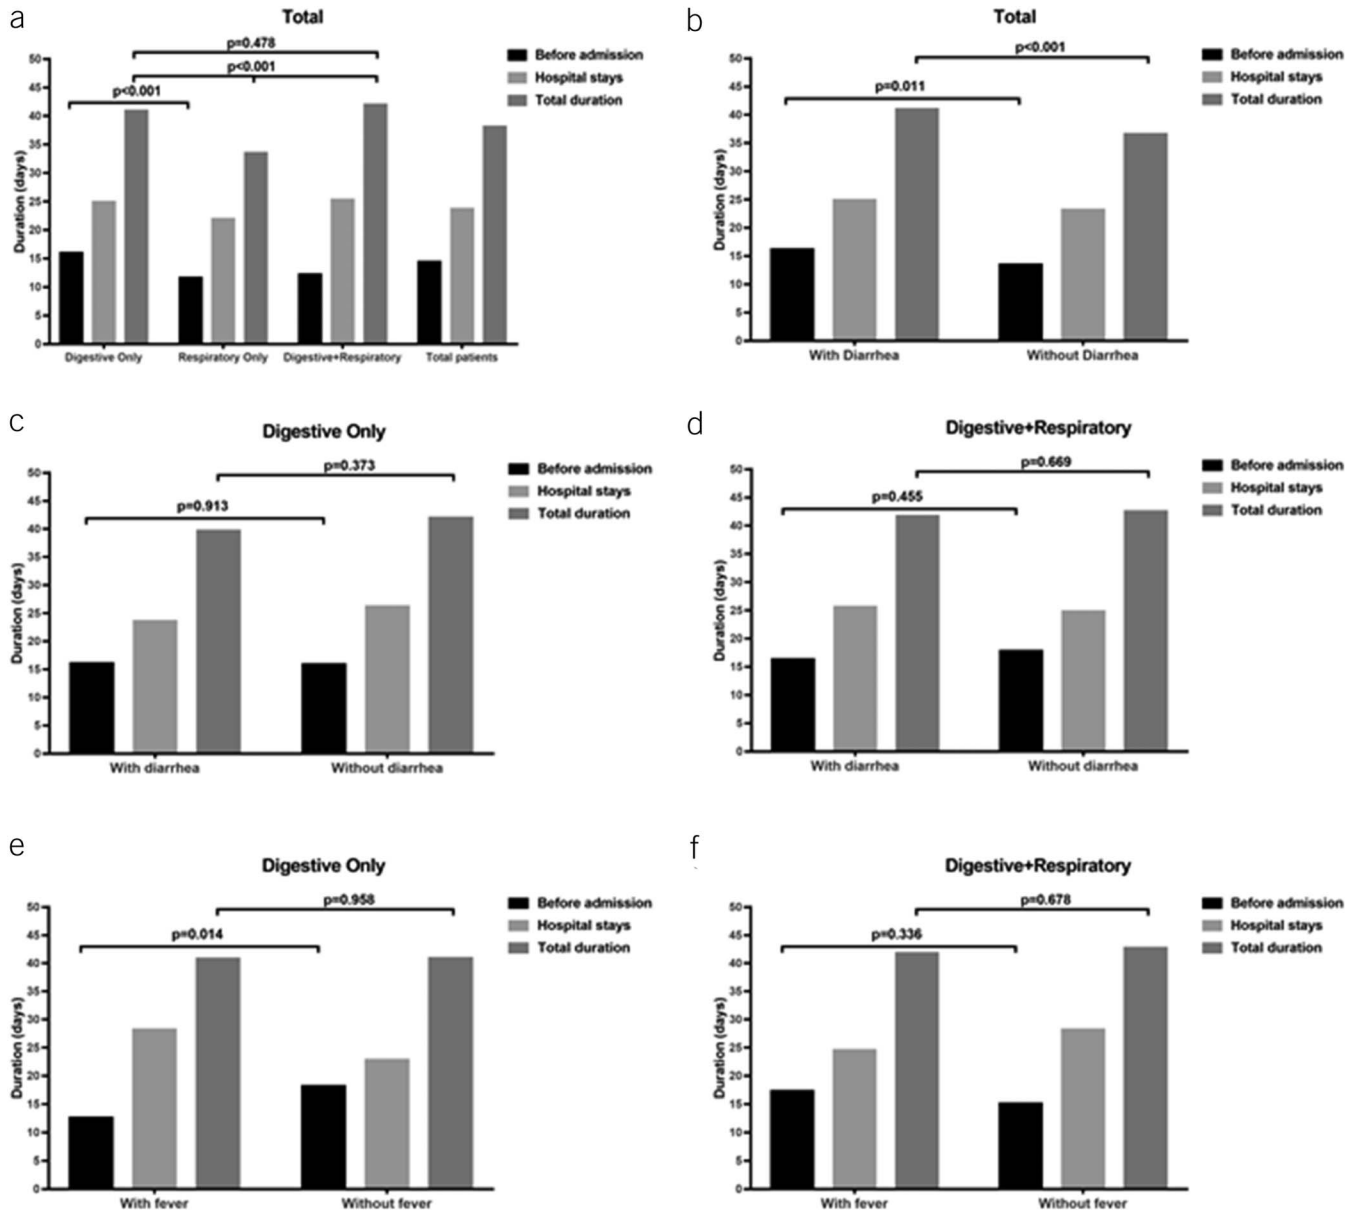 a
Total
p=0.478
p<0.001
p<0.001
Before admission
Hospital stays
Total duration
Duration (days)
50
45
40
35
30
25
20
15
10
5
0
Digestive Only Respiratory Only Digestive+Respiratory Total patients
b
Total
p<0.001
p=0.011
Before admission
Hospital stays
Total duration
Duration (days)
50
45
40
35
30
25
20
15
10
5
0
With Diarrhea Without Diarrhea
c
Digestive Only
p=0.373
p=0.913
Before admission
Hospital stays
Total duration
Duration (days)
50
45
40
35
30
25
20
15
10
5
0
With diarrhea Without diarrhea
d
Digestive+Respiratory
p=0.669
p=0.455
Before admission
Hospital stays
Total duration
Duration (days)
50
45
40
35
30
25
20
15
10
5
0
With diarrhea Without diarrhea
e
Digestive Only
p=0.958
p=0.014
Before admission
Hospital stays
Total duration
Duration (days)
50
45
40
35
30
25
20
15
10
5
0
With fever Without fever
f
Digestive+Respiratory
p=0.678
p=0.336
Before admission
Hospital stays
Total duration
Duration (days)
50
45
40
35
30
25
20
15
10
5
0
With fever Without fever